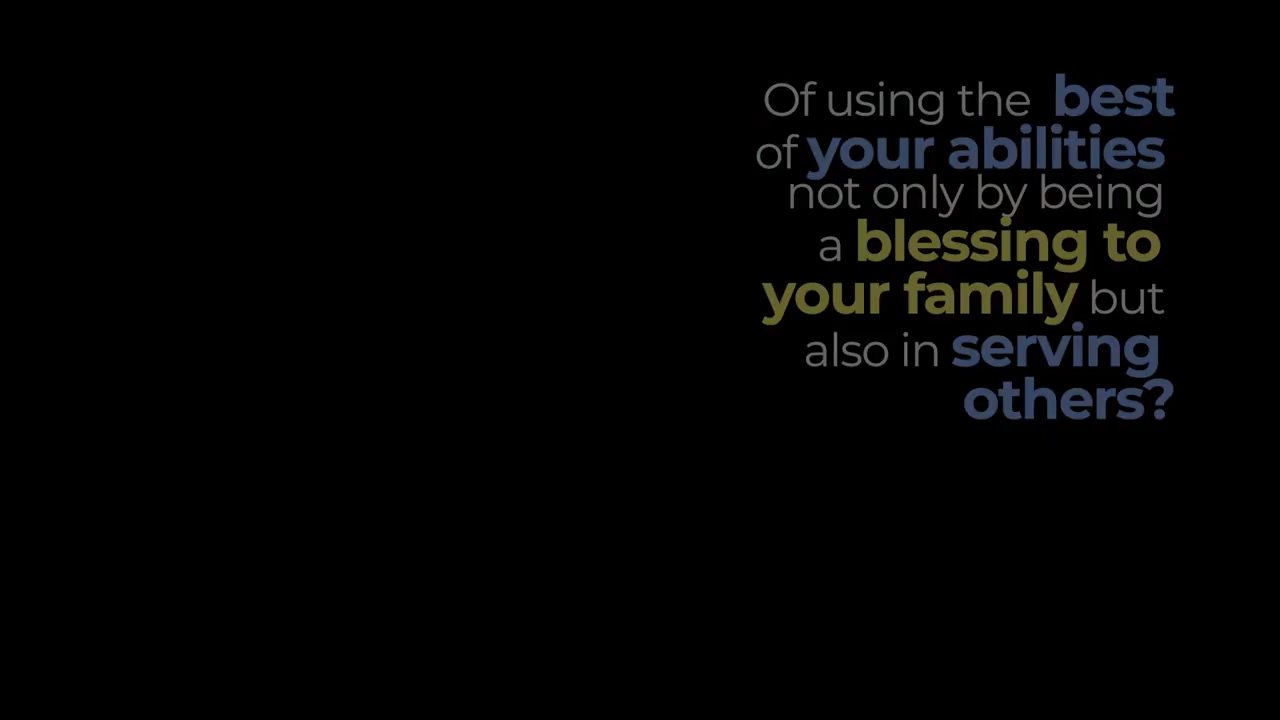 Of using the best
of your abilities
not only by being
a blessing to
your family but
also in serving
others?